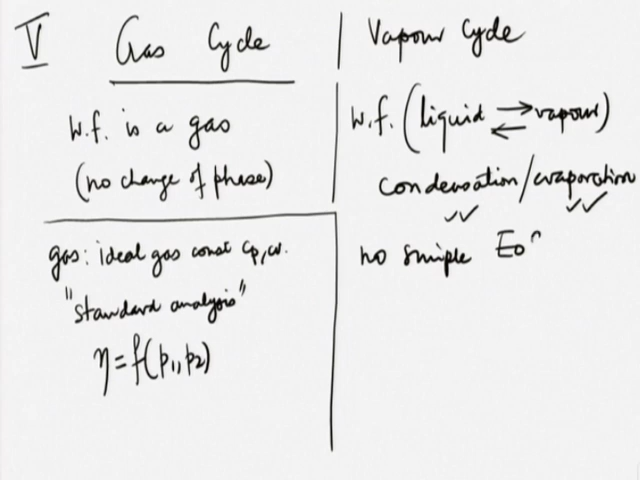 V Gas Cycle
Vapour Cycle
W.f. is a gas
(no change of phase)
W.f. (liquid ⇄ vapour)
condensation/evaporation
gas: ideal gas const cp, cv.
"standard analysis"
η = f(p1, p2)
no simple Eo^